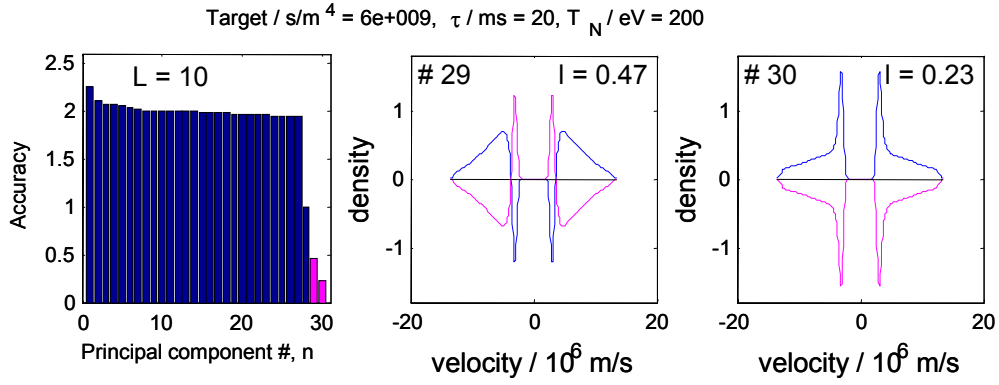 Target / s/m 4 = 6e+009, τ / ms = 20, T N / eV = 200
L = 10
Accuracy
2.5
2
1.5
1
0.5
0
0 10 20 30
Principal component #, n
# 29 I = 0.47
density
1
0
-1
-20 0 20
velocity / 10 6 m/s
# 30 I = 0.23
density
1
0
-1
-20 0 20
velocity / 10 6 m/s